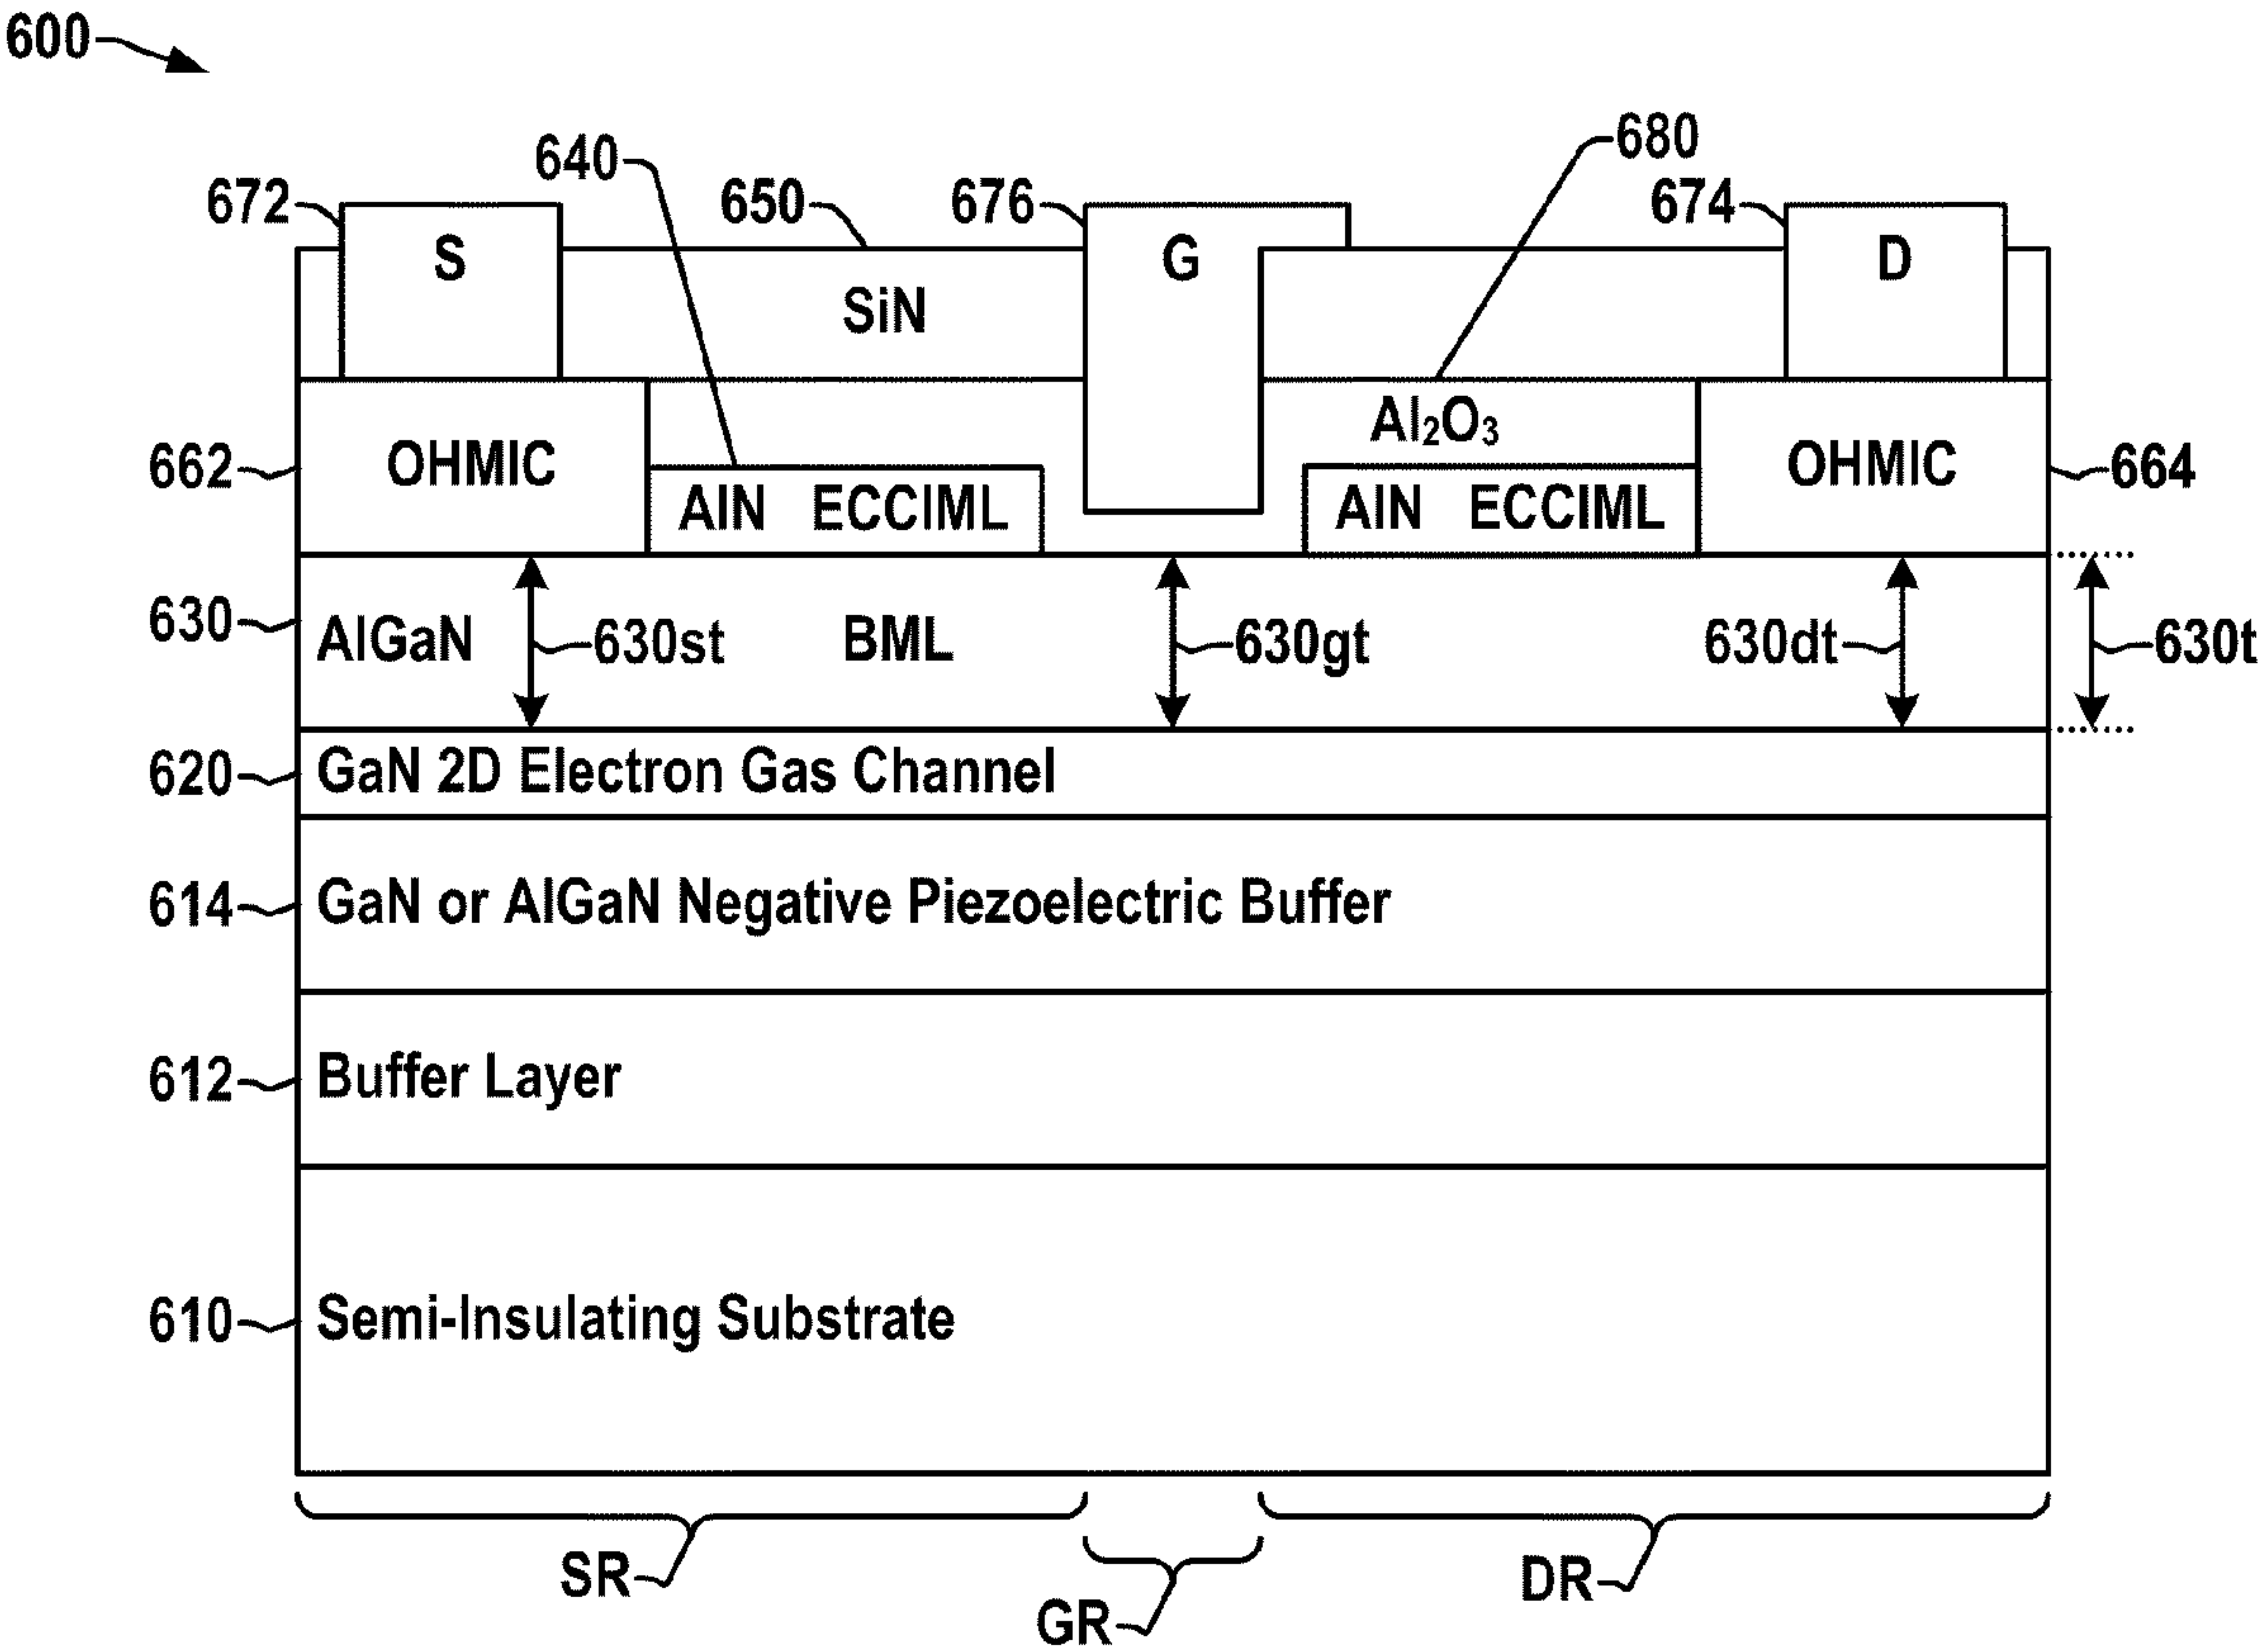 600
640
680
672
650
676
674
S
G
D
SiN
Al₂O₃
662
OHMIC
OHMIC
664
AlN ECCIML
AlN ECCIML
630
AlGaN
630st
BML
630gt
630dt
630t
620
GaN 2D Electron Gas Channel
614
GaN or AlGaN Negative Piezoelectric Buffer
612
Buffer Layer
610
Semi-Insulating Substrate
SR
GR
DR